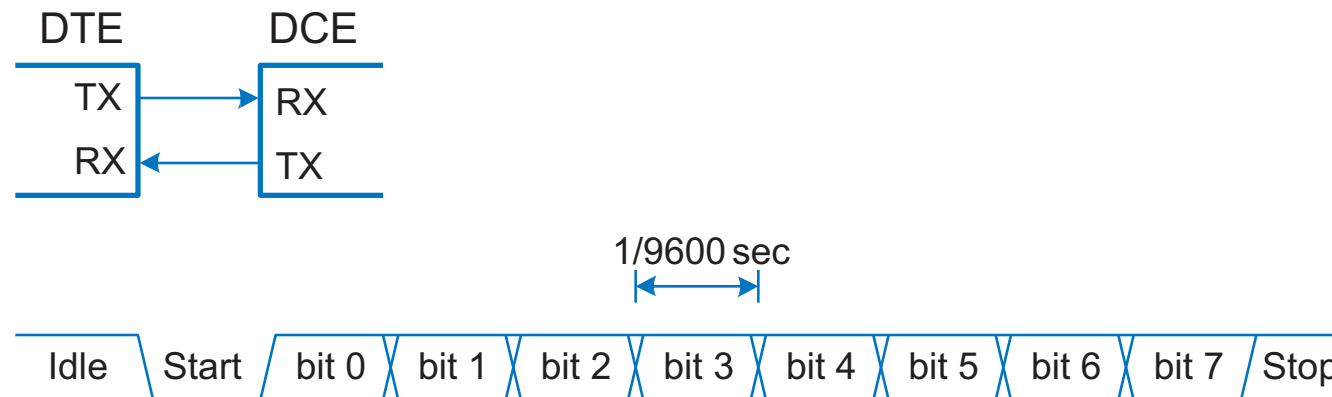 DTE DCE
TX RX
RX TX
1/9600 sec
Idle Start bit 0 bit 1 bit 2 bit 3 bit 4 bit 5 bit 6 bit 7 Stop